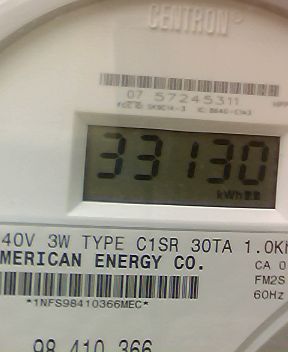 CENTRON®
07 57245311
33130
kWh
40V 3W TYPE C1SR 30TA 1.0K
MERICAN ENERGY CO.
CA 0
FM2S
60Hz
*1NFS98410366MEC*
98 410 366